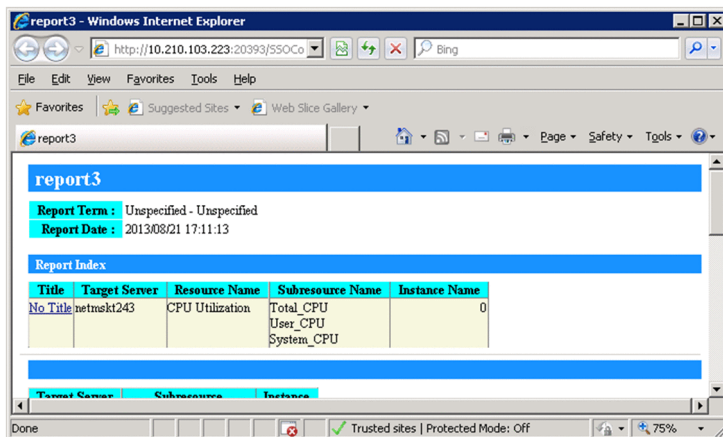 report3 - Windows Internet Explorer
http://10.210.103.223:20393/SSOCo
Bing
File Edit View Favorites Tools Help
Favorites Suggested Sites Web Slice Gallery
report3 Page Safety Tools
report3
Report Term : Unspecified - Unspecified
Report Date : 2013/08/21 17:11:13
Report Index
Title Target Server Resource Name Subresource Name Instance Name
No Title netmskt243 CPU Utilization Total_CPU 0
User_CPU
System_CPU
Target Server Subresource Instance
Done Trusted sites | Protected Mode: Off 75%